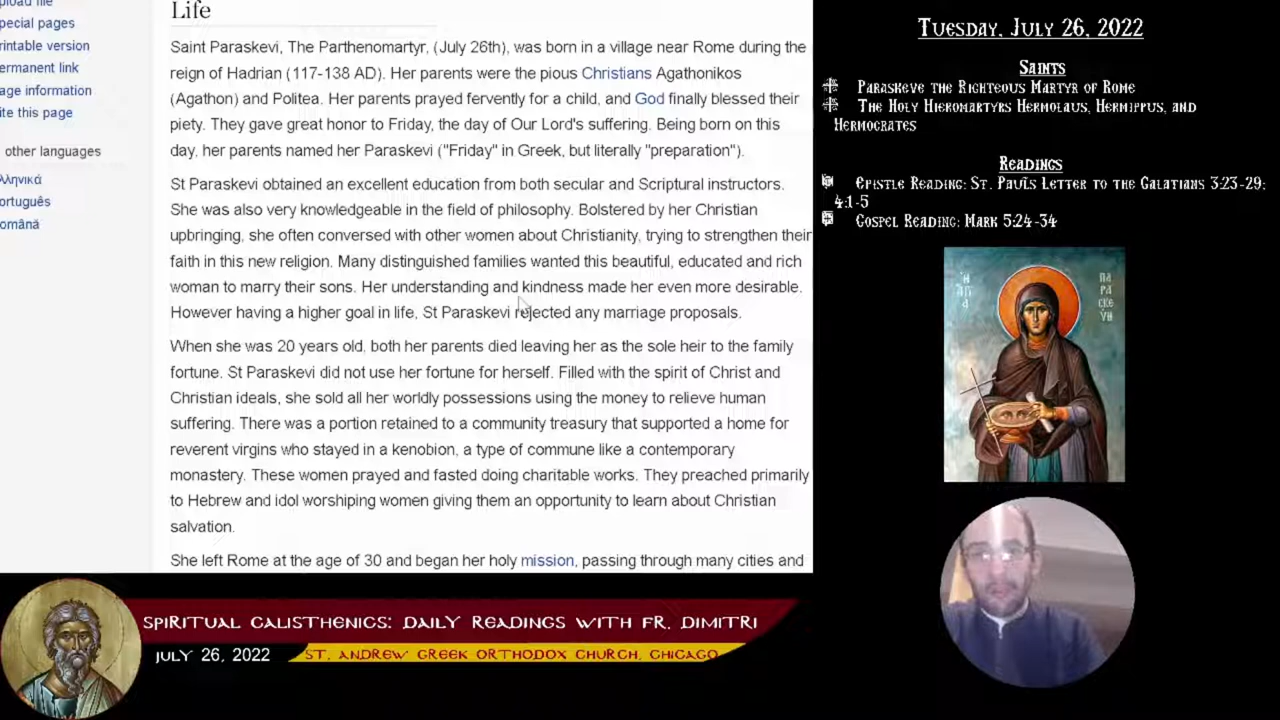 pload file
pecial pages
rintable version
ermanent link
age information
ite this page
other languages
λληνικά
ortuguês
omână
Life
Saint Paraskevi, The Parthenomartyr, (July 26th), was born in a village near Rome during the
reign of Hadrian (117-138 AD). Her parents were the pious Christians Agathonikos
(Agathon) and Politea. Her parents prayed fervently for a child, and God finally blessed their
piety. They gave great honor to Friday, the day of Our Lord's suffering. Being born on this
day, her parents named her Paraskevi ("Friday" in Greek, but literally "preparation").
St Paraskevi obtained an excellent education from both secular and Scriptural instructors.
She was also very knowledgeable in the field of philosophy. Bolstered by her Christian
upbringing, she often conversed with other women about Christianity, trying to strengthen their
faith in this new religion. Many distinguished families wanted this beautiful, educated and rich
woman to marry their sons. Her understanding and kindness made her even more desirable.
However having a higher goal in life, St Paraskevi rejected any marriage proposals.
When she was 20 years old, both her parents died leaving her as the sole heir to the family
fortune. St Paraskevi did not use her fortune for herself. Filled with the spirit of Christ and
Christian ideals, she sold all her worldly possessions using the money to relieve human
suffering. There was a portion retained to a community treasury that supported a home for
reverent virgins who stayed in a kenobion, a type of commune like a contemporary
monastery. These women prayed and fasted doing charitable works. They preached primarily
to Hebrew and idol worshiping women giving them an opportunity to learn about Christian
salvation.
She left Rome at the age of 30 and began her holy mission, passing through many cities and
Tuesday, July 26, 2022
Saints
Paraskeve the Righteous Martyr of Rome
The Holy Hieromartyrs Hermolaus, Hermippus, and
Hermocrates
Readings
Epistle Reading: St. Paul's Letter to the Galatians 3:23-29;
4:1-5
Gospel Reading: Mark 5:24-34
Ἡ
ἉΓΙ
Α
ΠΑ
ΡΑ
ΣΚΕ
ΥΗ
Spiritual Calisthenics: Daily Readings with Fr. Dimitri
July 26, 2022
St. Andrew Greek Orthodox Church, Chicago